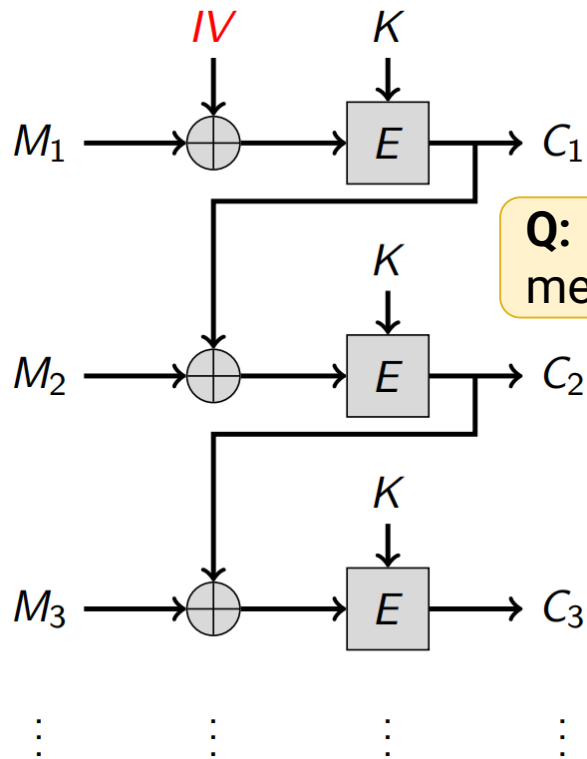 IV K
M₁ E C₁
Q:
K
me
M₂ E C₂
K
M₃ E C₃
⋮ ⋮ ⋮ ⋮